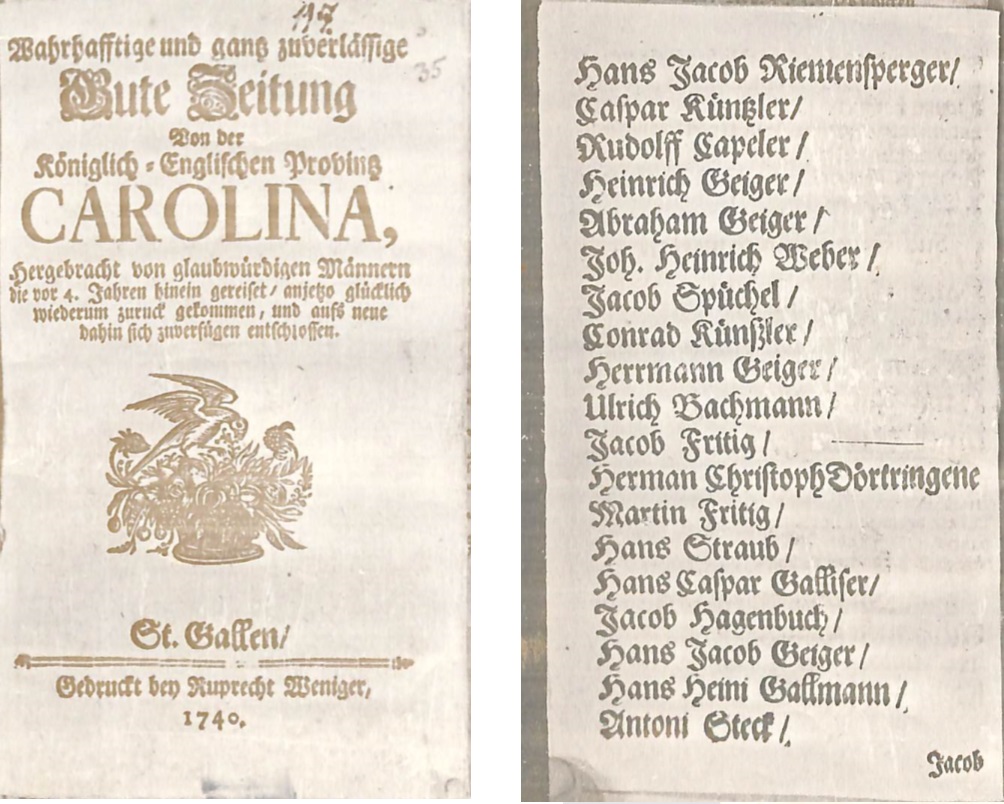 117
35
Wahrhafftige und gantz zuverlässige
Gute Zeitung
Von der
Königlich-Englischen Provintz
CAROLINA,
Hergebracht von glaubwürdigen Männern
die vor 4. Jahren hinein gereiset / anjetzo glücklich
wiederum zuruck gekommen, und aufs neue
dahin sich zuverfügen entschlossen.
St. Gallen/
Gedruckt bey Ruprecht Weniger,
1740.
Hans Jacob Riemensperger/
Caspar Küntzler/
Rudolff Capeler /
Heinrich Geiger /
Abraham Geiger /
Joh. Heinrich Weber /
Jacob Spüchel /
Conrad Künßler /
Herrmann Geiger /
Ulrich Bachmann /
Jacob Fritig /
Herman Christoph Dörtringene
Martin Fritig /
Hans Straub /
Hans Caspar Galliser/
Jacob Hagenbuch /
Hans Jacob Geiger /
Hans Heini Gallmann /
Antoni Steck /
Jacob